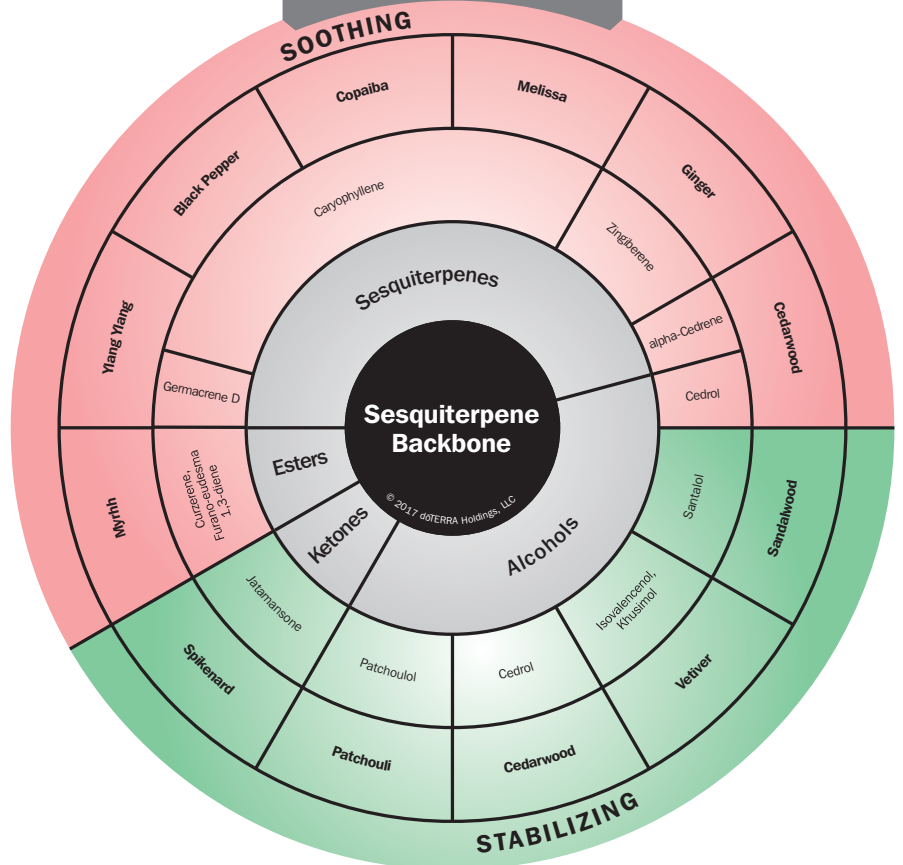 SOOTHING
Copaiba
Melissa
Black Pepper
Ginger
Caryophyllene
Zingiberene
Ylang Ylang
Sesquiterpenes
alpha-Cedrene
Cedarwood
Germacrene D
Cedrol
Sesquiterpene
Backbone
© 2017 dōTERRA Holdings, LLC
Esters
Curzerene,
Furano-eudesma
1,3-diene
Myrrh
Ketones
Alcohols
Santalol
Sandalwood
Jatamansone
Isovalencenol,
Khusimol
Spikenard
Patchoulol
Cedrol
Vetiver
Patchouli
Cedarwood
STABILIZING